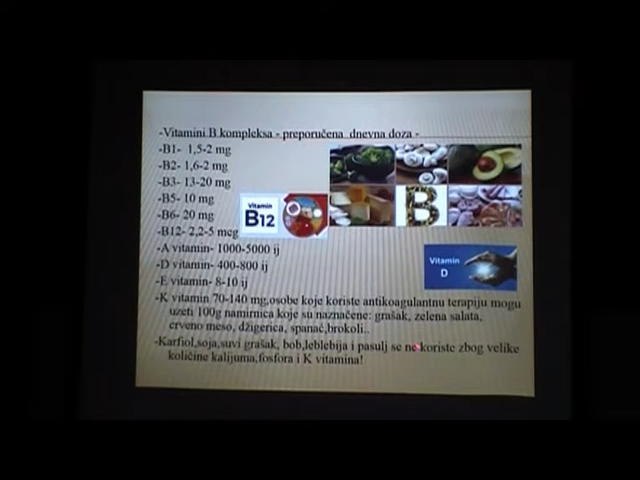 -Vitamini B kompleksa - preporučena dnevna doza -
-B1- 1,5-2 mg
-B2- 1,6-2 mg
-B3- 13-20 mg
-B5- 10 mg
-B6- 20 mg
-B12- 2,2-5 mcg
Vitamin
B12
B
-A vitamin- 1000-5000 ij
-D vitamin- 400-800 ij
-E vitamin- 8-10 ij
Vitamin
D
-K vitamin 70-140 mg,osobe koje koriste antikoagulantnu terapiju mogu
uzeti 100g namirnica koje su naznačene: grašak, zelena salata,
crveno meso, džigerica, spanać,brokoli..
-Karfiol,soja,suvi grašak, bob,leblebija i pasulj se ne koriste zbog velike
količine kalijuma,fosfora i K vitamina!